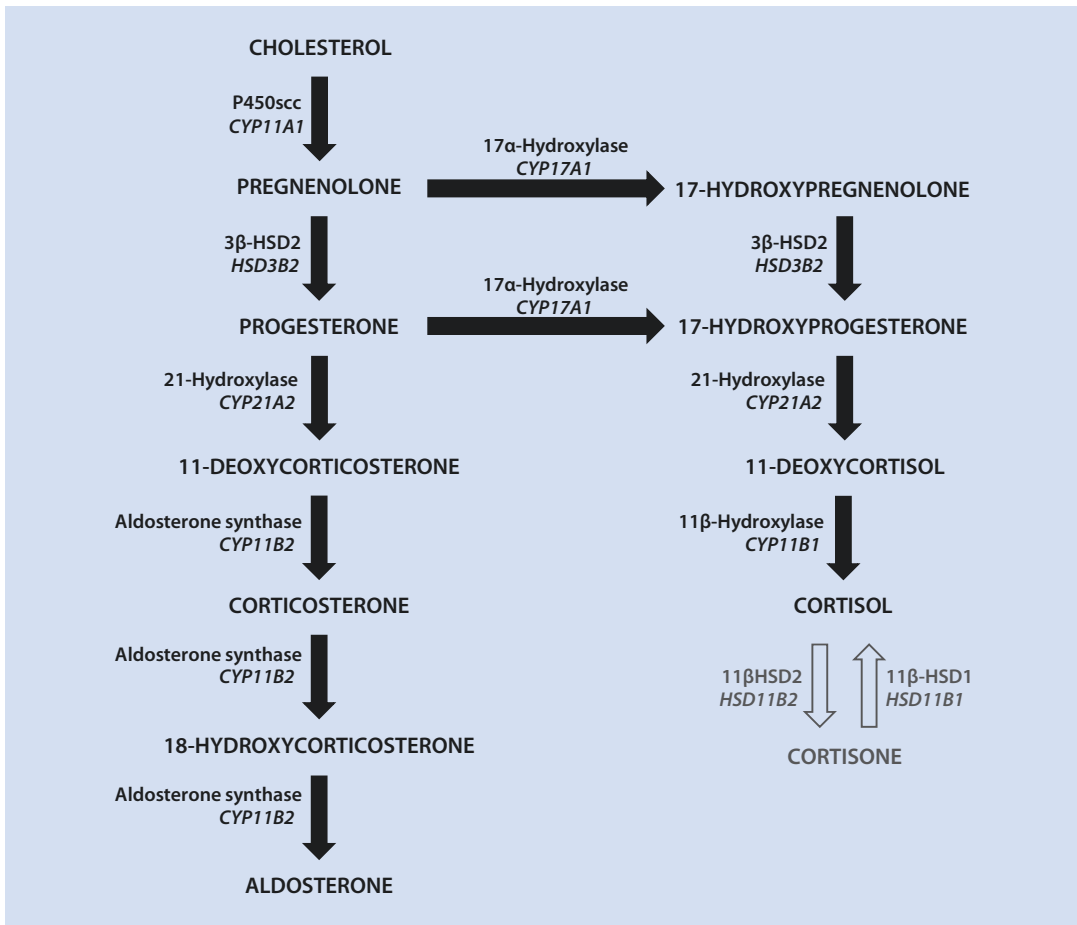 CHOLESTEROL
P450scc
CYP11A1
17α-Hydroxylase
CYP17A1
PREGNENOLONE
17-HYDROXYPREGNENOLONE
3β-HSD2
HSD3B2
3β-HSD2
HSD3B2
17α-Hydroxylase
CYP17A1
PROGESTERONE
17-HYDROXYPROGESTERONE
21-Hydroxylase
CYP21A2
21-Hydroxylase
CYP21A2
11-DEOXYCORTICOSTERONE
11-DEOXYCORTISOL
Aldosterone synthase
CYP11B2
11β-Hydroxylase
CYP11B1
CORTICOSTERONE
CORTISOL
Aldosterone synthase
CYP11B2
11βHSD2
HSD11B2
11β-HSD1
HSD11B1
18-HYDROXYCORTICOSTERONE
CORTISONE
Aldosterone synthase
CYP11B2
ALDOSTERONE